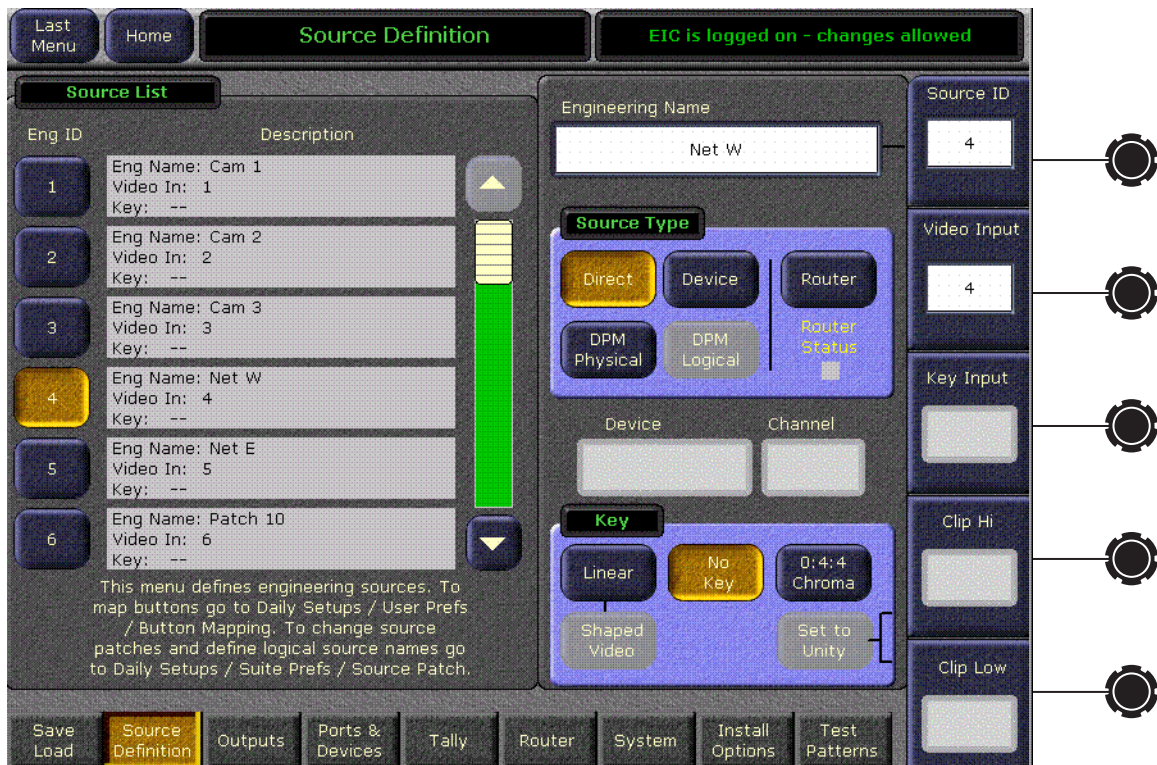 Last
Menu
Home
Source Definition
EIC is logged on - changes allowed
Source List
Eng ID
Description
1
Eng Name: Cam 1
Video In: 1
Key: --
2
Eng Name: Cam 2
Video In: 2
Key: --
3
Eng Name: Cam 3
Video In: 3
Key: --
4
Eng Name: Net W
Video In: 4
Key: --
5
Eng Name: Net E
Video In: 5
Key: --
6
Eng Name: Patch 10
Video In: 6
Key: --
This menu defines engineering sources. To
map buttons go to Daily Setups / User Prefs
/ Button Mapping. To change source
patches and define logical source names go
to Daily Setups / Suite Prefs / Source Patch.
Engineering Name
Net W
Source Type
Direct
Device
Router
DPM
Physical
DPM
Logical
Router
Status
Device
Channel
Key
Linear
No
Key
0:4:4
Chroma
Shaped
Video
Set to
Unity
Source ID
4
Video Input
4
Key Input
Clip Hi
Clip Low
Save
Load
Source
Definition
Outputs
Ports &
Devices
Tally
Router
System
Install
Options
Test
Patterns